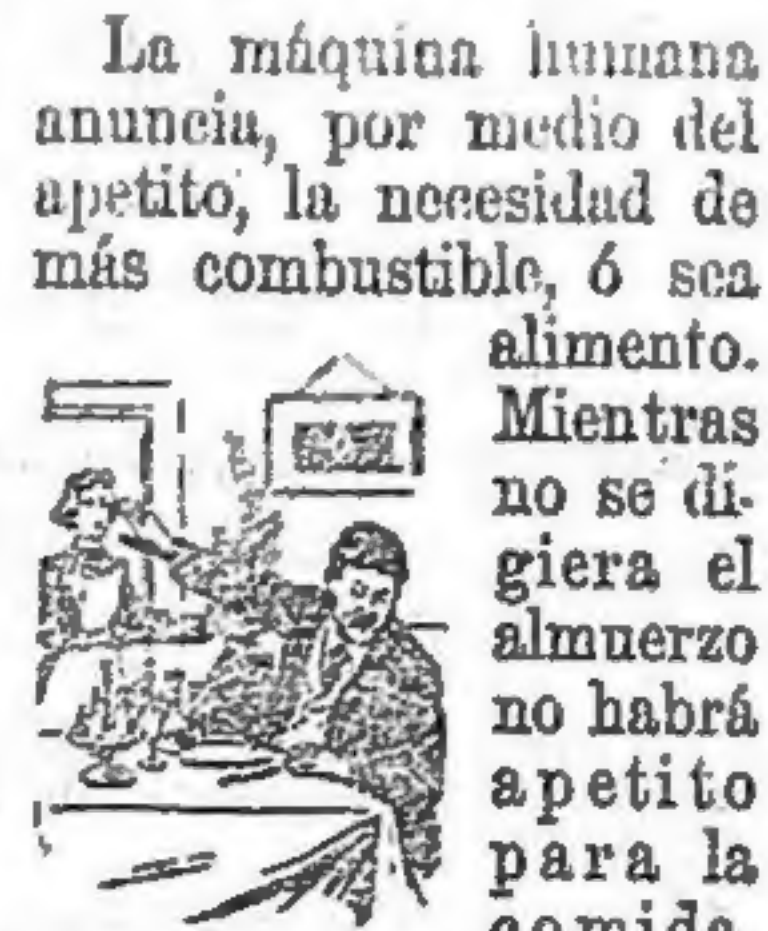 La máquina humana
anuncia, por medio del
apetito, la necesidad de
más combustible, ó sea
alimento.
Mientras
no se di-
giera el
almuerzo
no habrá
apetito
para la
comida.